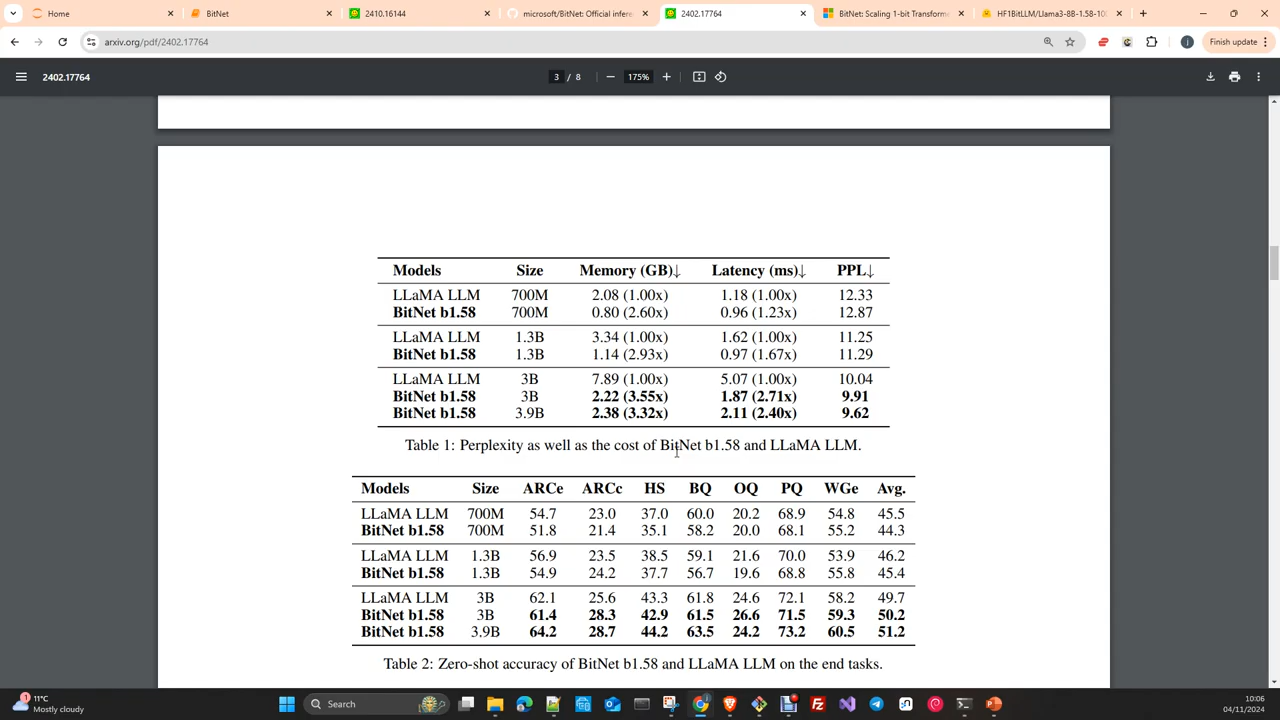 Home
BitNet
2410.16144
microsoft/BitNet: Official infere
2402.17764
BitNet: Scaling 1-bit Transforme
HF1BitLLM/Llama3-8B-1.58-10
arxiv.org/pdf/2402.17764
Finish update
2402.17764
3 / 8
175%
Models Size Memory (GB)↓ Latency (ms)↓ PPL↓
LLaMA LLM 700M 2.08 (1.00x) 1.18 (1.00x) 12.33
BitNet b1.58 700M 0.80 (2.60x) 0.96 (1.23x) 12.87
LLaMA LLM 1.3B 3.34 (1.00x) 1.62 (1.00x) 11.25
BitNet b1.58 1.3B 1.14 (2.93x) 0.97 (1.67x) 11.29
LLaMA LLM 3B 7.89 (1.00x) 5.07 (1.00x) 10.04
BitNet b1.58 3B 2.22 (3.55x) 1.87 (2.71x) 9.91
BitNet b1.58 3.9B 2.38 (3.32x) 2.11 (2.40x) 9.62
Table 1: Perplexity as well as the cost of BitNet b1.58 and LLaMA LLM.
Models Size ARCe ARCc HS BQ OQ PQ WGe Avg.
LLaMA LLM 700M 54.7 23.0 37.0 60.0 20.2 68.9 54.8 45.5
BitNet b1.58 700M 51.8 21.4 35.1 58.2 20.0 68.1 55.2 44.3
LLaMA LLM 1.3B 56.9 23.5 38.5 59.1 21.6 70.0 53.9 46.2
BitNet b1.58 1.3B 54.9 24.2 37.7 56.7 19.6 68.8 55.8 45.4
LLaMA LLM 3B 62.1 25.6 43.3 61.8 24.6 72.1 58.2 49.7
BitNet b1.58 3B 61.4 28.3 42.9 61.5 26.6 71.5 59.3 50.2
BitNet b1.58 3.9B 64.2 28.7 44.2 63.5 24.2 73.2 60.5 51.2
Table 2: Zero-shot accuracy of BitNet b1.58 and LLaMA LLM on the end tasks.
11°C
Mostly cloudy
Search
10:06
04/11/2024